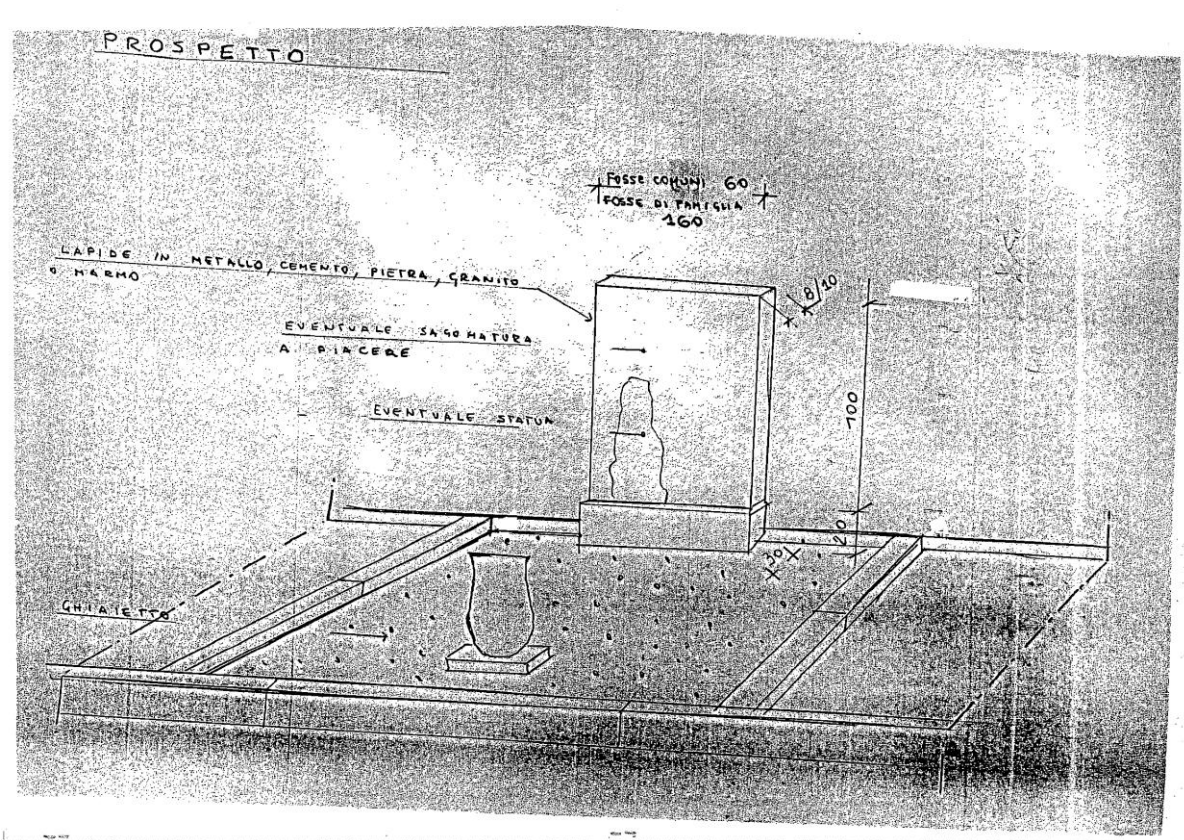 PROSPETTO
FOSSE COMUNI 60
FOSSE DI FAMIGLIA
160
LAPIDE IN METALLO, CEMENTO, PIETRA, GRANITO
O MARMO
8/10
EVENTUALE SAGOMATURA
A PIACERE
100
EVENTUALE STATUA
20
30
GHIAIETTO